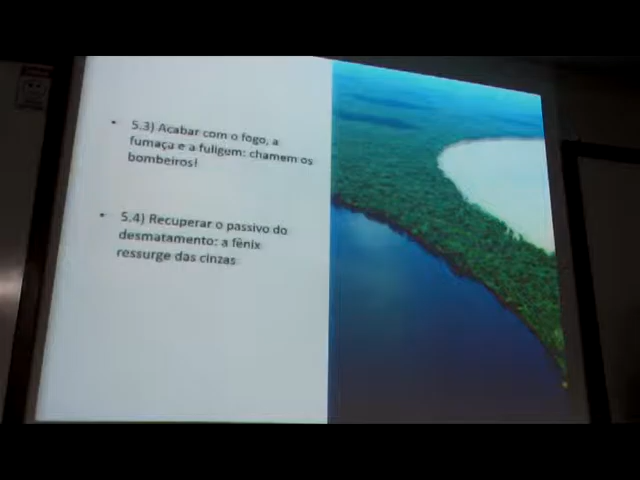 • 5.3) Acabar com o fogo, a
fumaça e a fuligem: chamem os
bombeiros!
• 5.4) Recuperar o passivo do
desmatamento: a fênix
ressurge das cinzas